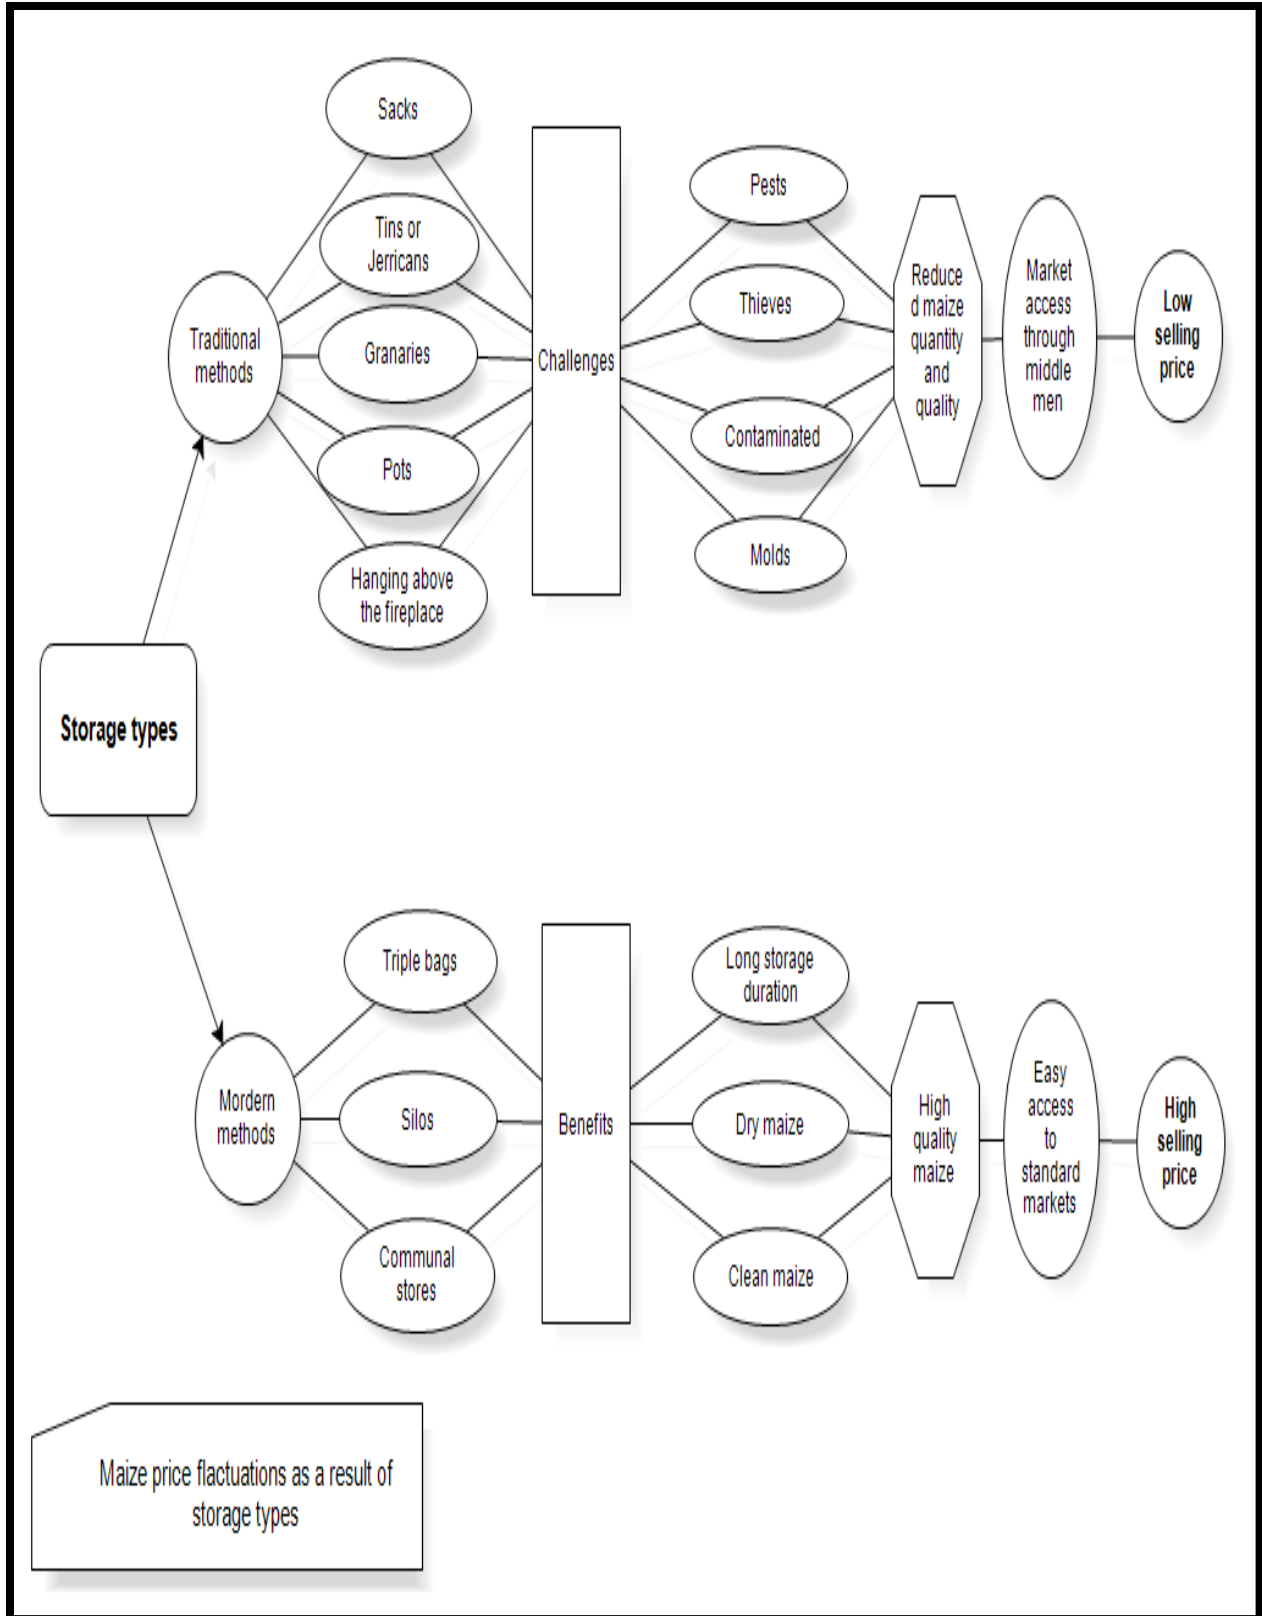 Sacks
Tins or
Jerricans
Granaries
Pots
Hanging above
the fireplace
Traditional
methods
Challenges
Pests
Thieves
Contaminated
Molds
Reduce
d maize
quantity
and
quality
Market
access
through
middle
men
Low
selling
price
Storage types
Mordern
methods
Triple bags
Silos
Communal
stores
Benefits
Long storage
duration
Dry maize
Clean maize
High
quality
maize
Easy
access
to
standard
markets
High
selling
price
Maize price flactuations as a result of
storage types